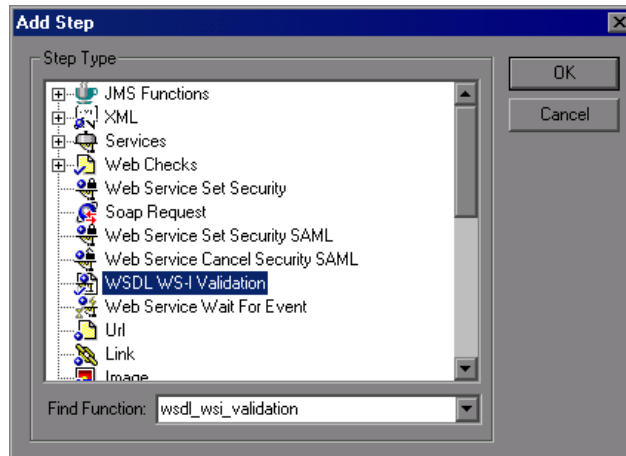 Add Step
Step Type
JMS Functions
XML
Services
Web Checks
Web Service Set Security
Soap Request
Web Service Set Security SAML
Web Service Cancel Security SAML
WSDL WS-I Validation
Web Service Wait For Event
Url
Link
Image
Find Function: wsdl_wsi_validation
OK
Cancel